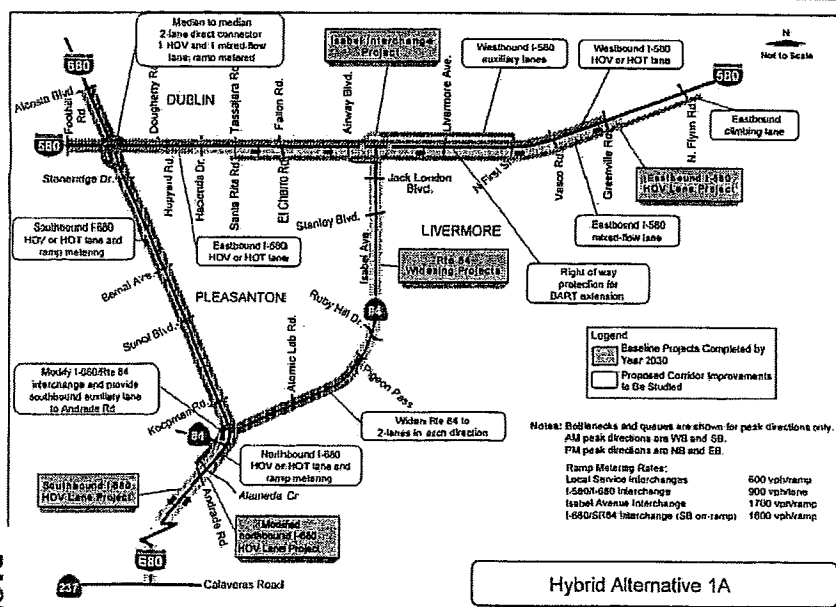 Median to median
2-lane direct connector
1 HOV and 1 mixed-flow
lane; ramp metered
Isabel Interchange
Project
Westbound I-580
auxiliary lanes
Westbound I-580
HOV or HOT lane
N
Not to Scale
680
580
Alcosta Blvd
Foothill
Rd
Dougherty Rd.
DUBLIN
Tassajara Rd.
Fallon Rd.
Airway Blvd.
Livermore Ave.
N. Flynn Rd.
Eastbound
climbing lane
580
Stoneridge Dr.
Hopyard Rd.
Hacienda Dr.
Santa Rita Rd.
El Charro Rd.
Jack London
Blvd.
N. First St.
Vasco Rd.
Greenville Rd.
Eastbound I-580
HOV Lane Project
Southbound I-680
HOV or HOT lane and
ramp metering
Eastbound I-580
HOV or HOT lane
Stanley Blvd.
Isabel Ave.
LIVERMORE
Eastbound I-580
mixed-flow lane
Rte 84
Widening Projects
Right of way
protection for
BART extension
Bernal Ave.
PLEASANTON
Sunol Blvd.
84
Ruby Hill Dr.
Pigeon Pass
Atomic Lab Rd.
Legend
Baseline Projects Completed by
Year 2030
Proposed Corridor Improvements
to Be Studied
Modify I-680/Rte 84
interchange and provide
southbound auxiliary lane
to Andrade Rd
Koopman Rd.
84
Widen Rte 84 to
2-lanes in each direction
Northbound I-680
HOV or HOT lane and
ramp metering
Southbound I-680
HOV Lane Project
Andrade Rd.
Alameda Cr
Modified
northbound I-680
HOV Lane Project
680
237
Calaveras Road
Notes: Bottlenecks and queues are shown for peak directions only.
AM peak directions are WB and SB.
PM peak directions are NB and EB.
Ramp Metering Rates:
Local Service Interchanges 600 vph/ramp
I-580/I-680 Interchange 900 vph/lane
Isabel Avenue Interchange 1700 vph/ramp
I-680/SR84 Interchange (SB on-ramp) 1800 vph/ramp
Hybrid Alternative 1A